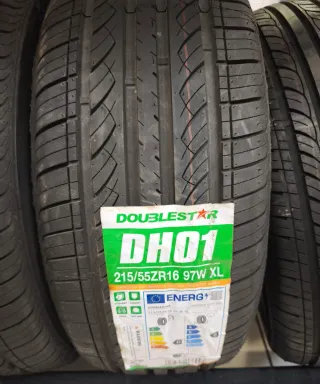 DOUBLESTAR
DH01
215/55ZR16 97W XL
ENERG